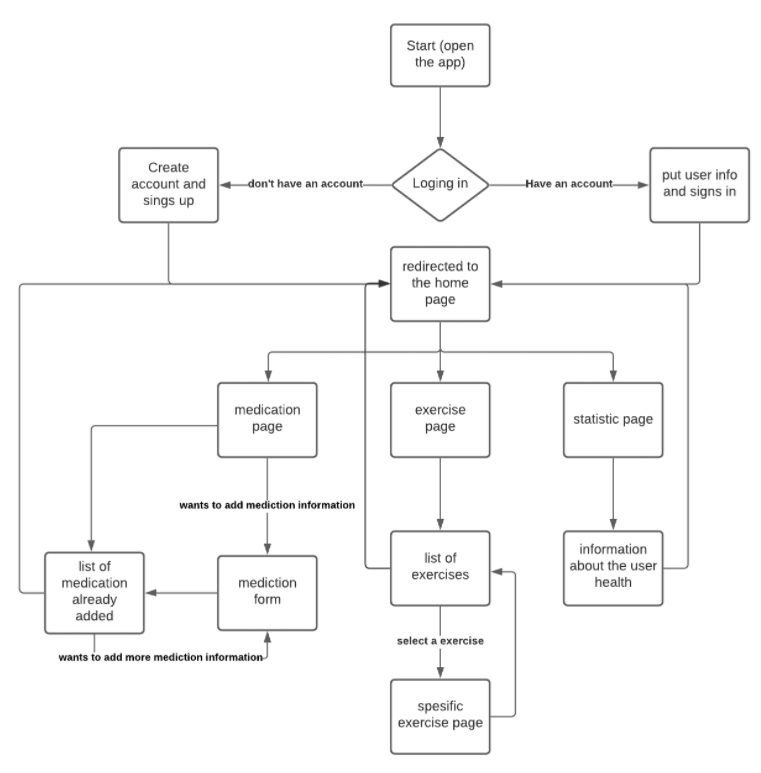 Start (open
the app)
Create
account and
sings up
don't have an account
Loging in
Have an account
put user info
and signs in
redirected to
the home
page
medication
page
exercise
page
statistic page
wants to add mediction information
list of
medication
already
added
mediction
form
list of
exercises
information
about the user
health
select a exercise
wants to add more mediction information
spesific
exercise page